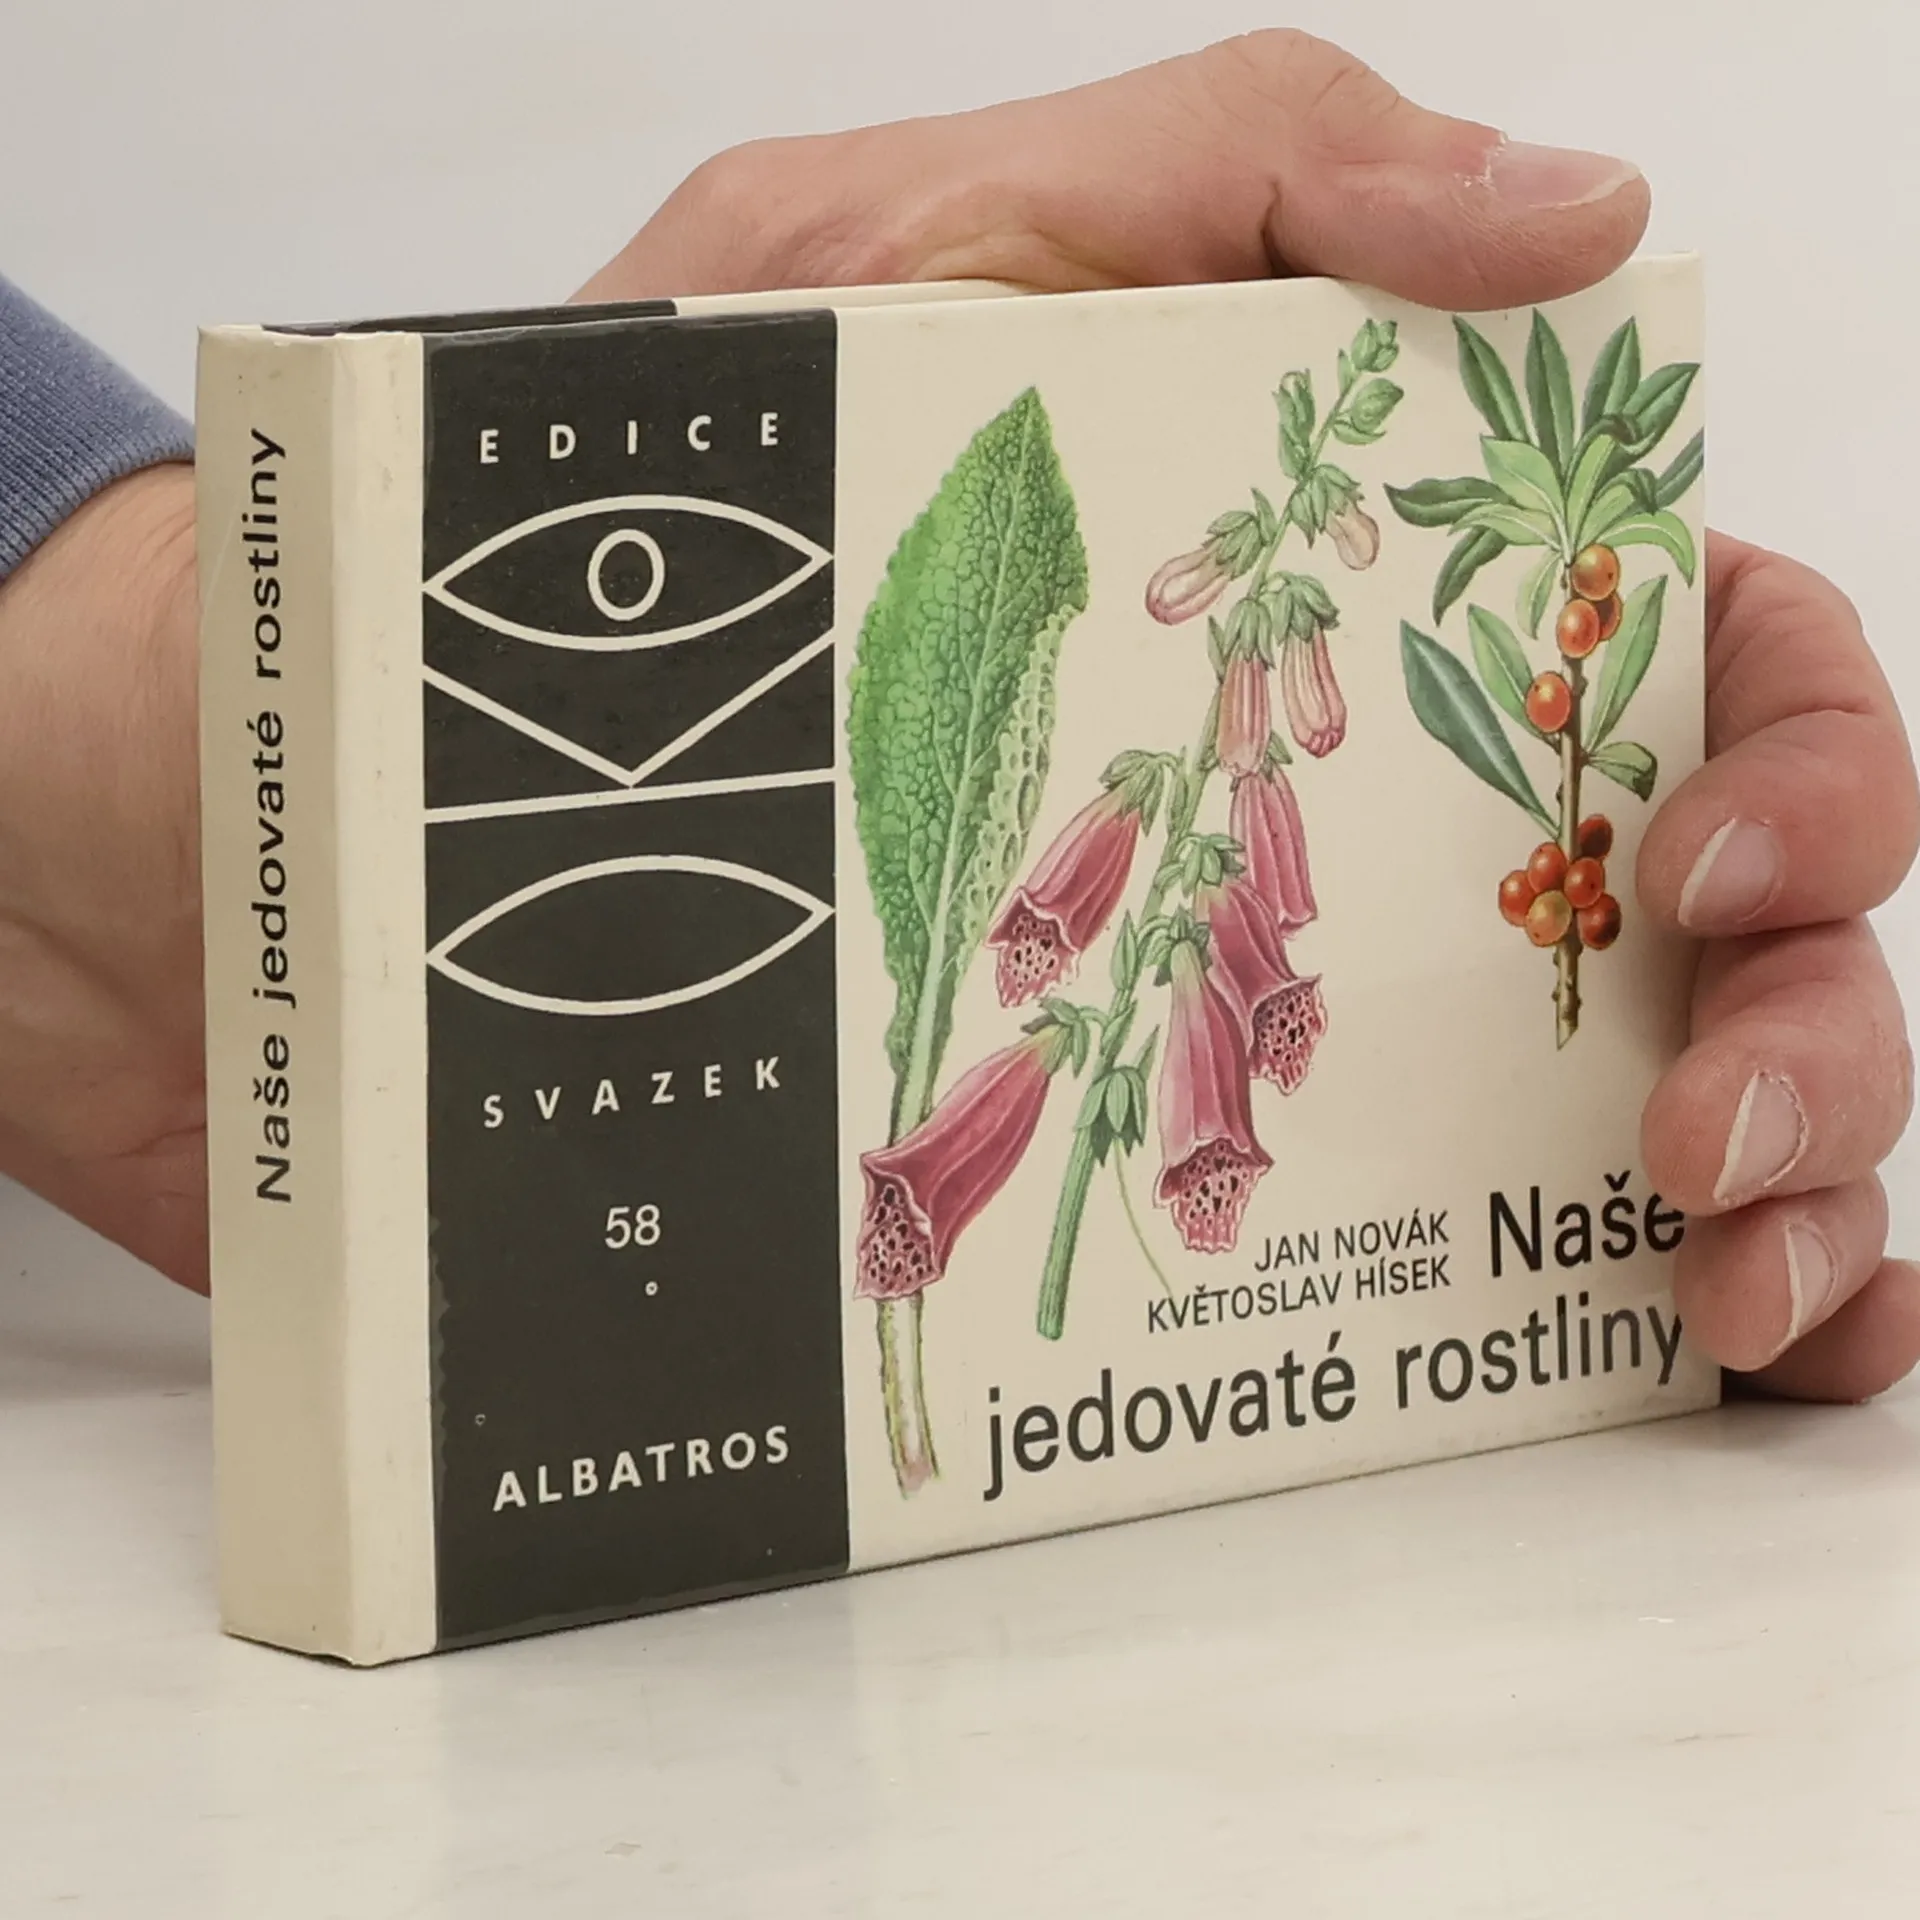 Naše jedovaté rostliny
EDICE
SVAZEK
58
ALBATROS
JAN NOVÁK
KVĚTOSLAV HÍSEK
Naše
jedovaté rostliny